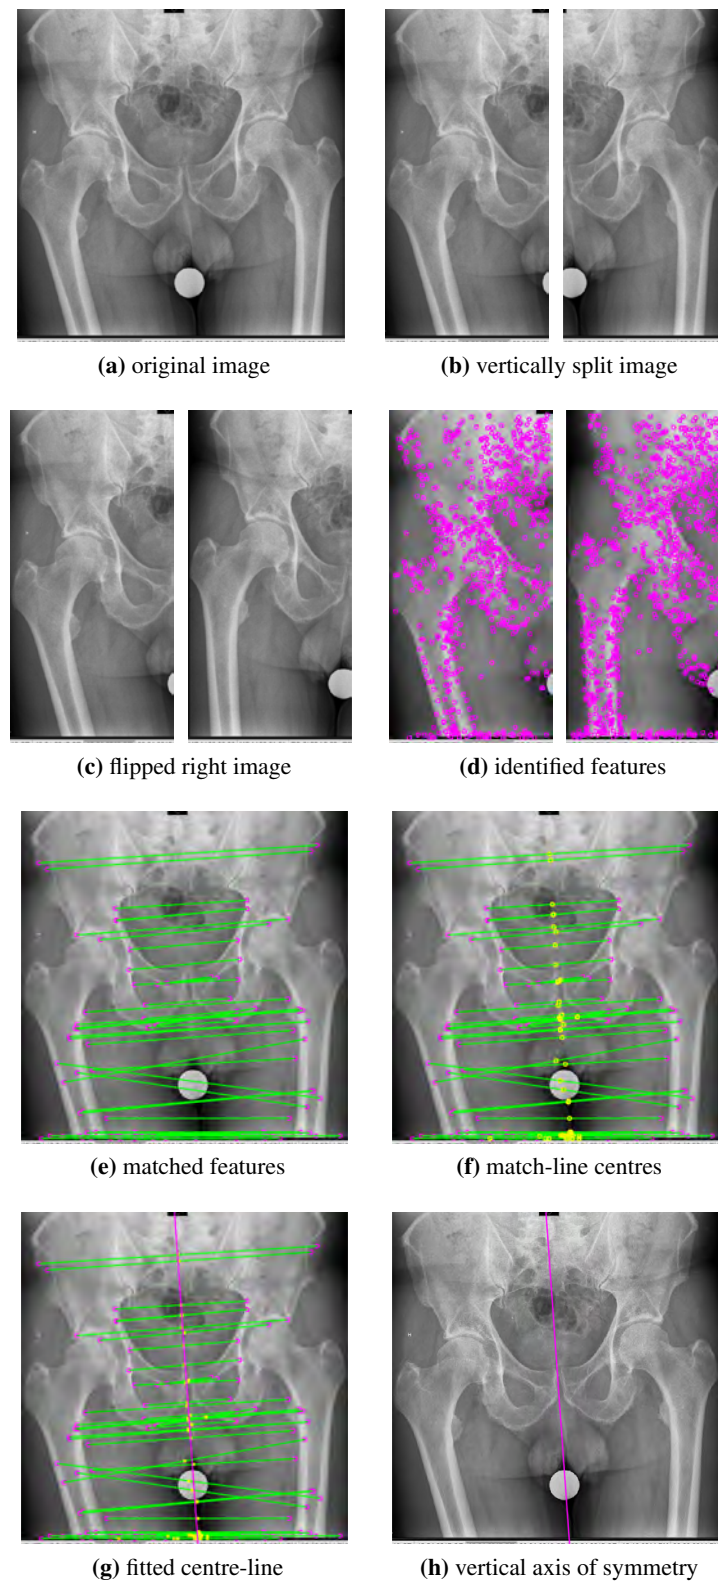 (a) original image
(b) vertically split image
(c) flipped right image
(d) identified features
(e) matched features
(f) match-line centres
(g) fitted centre-line
(h) vertical axis of symmetry